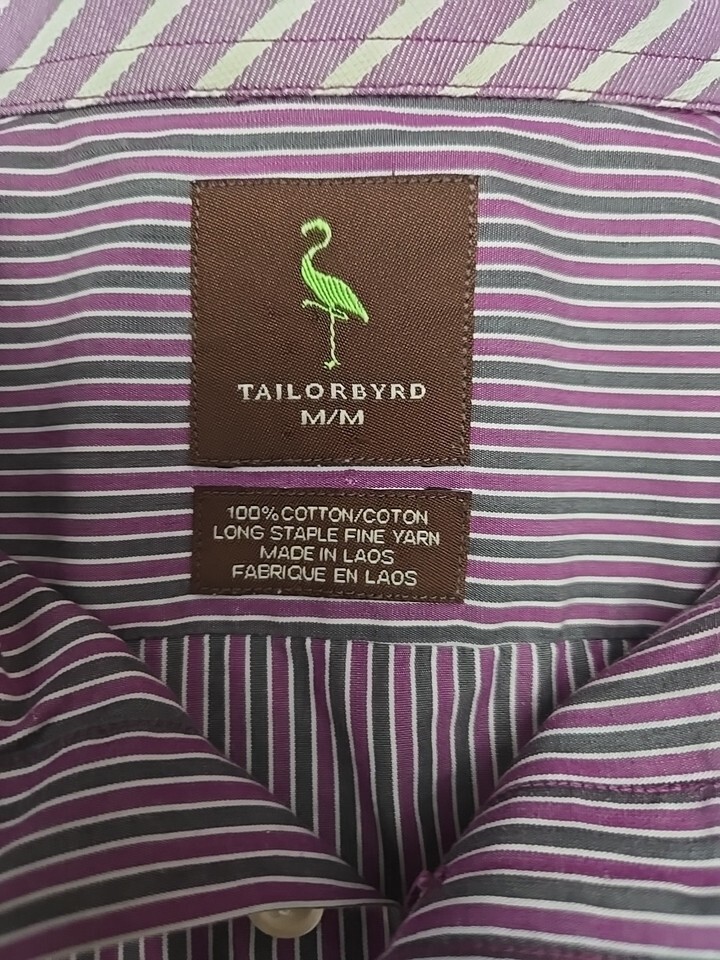 TAILORBYRD
M/M
100% COTTON/COTON
LONG STAPLE FINE YARN
MADE IN LAOS
FABRIQUE EN LAOS